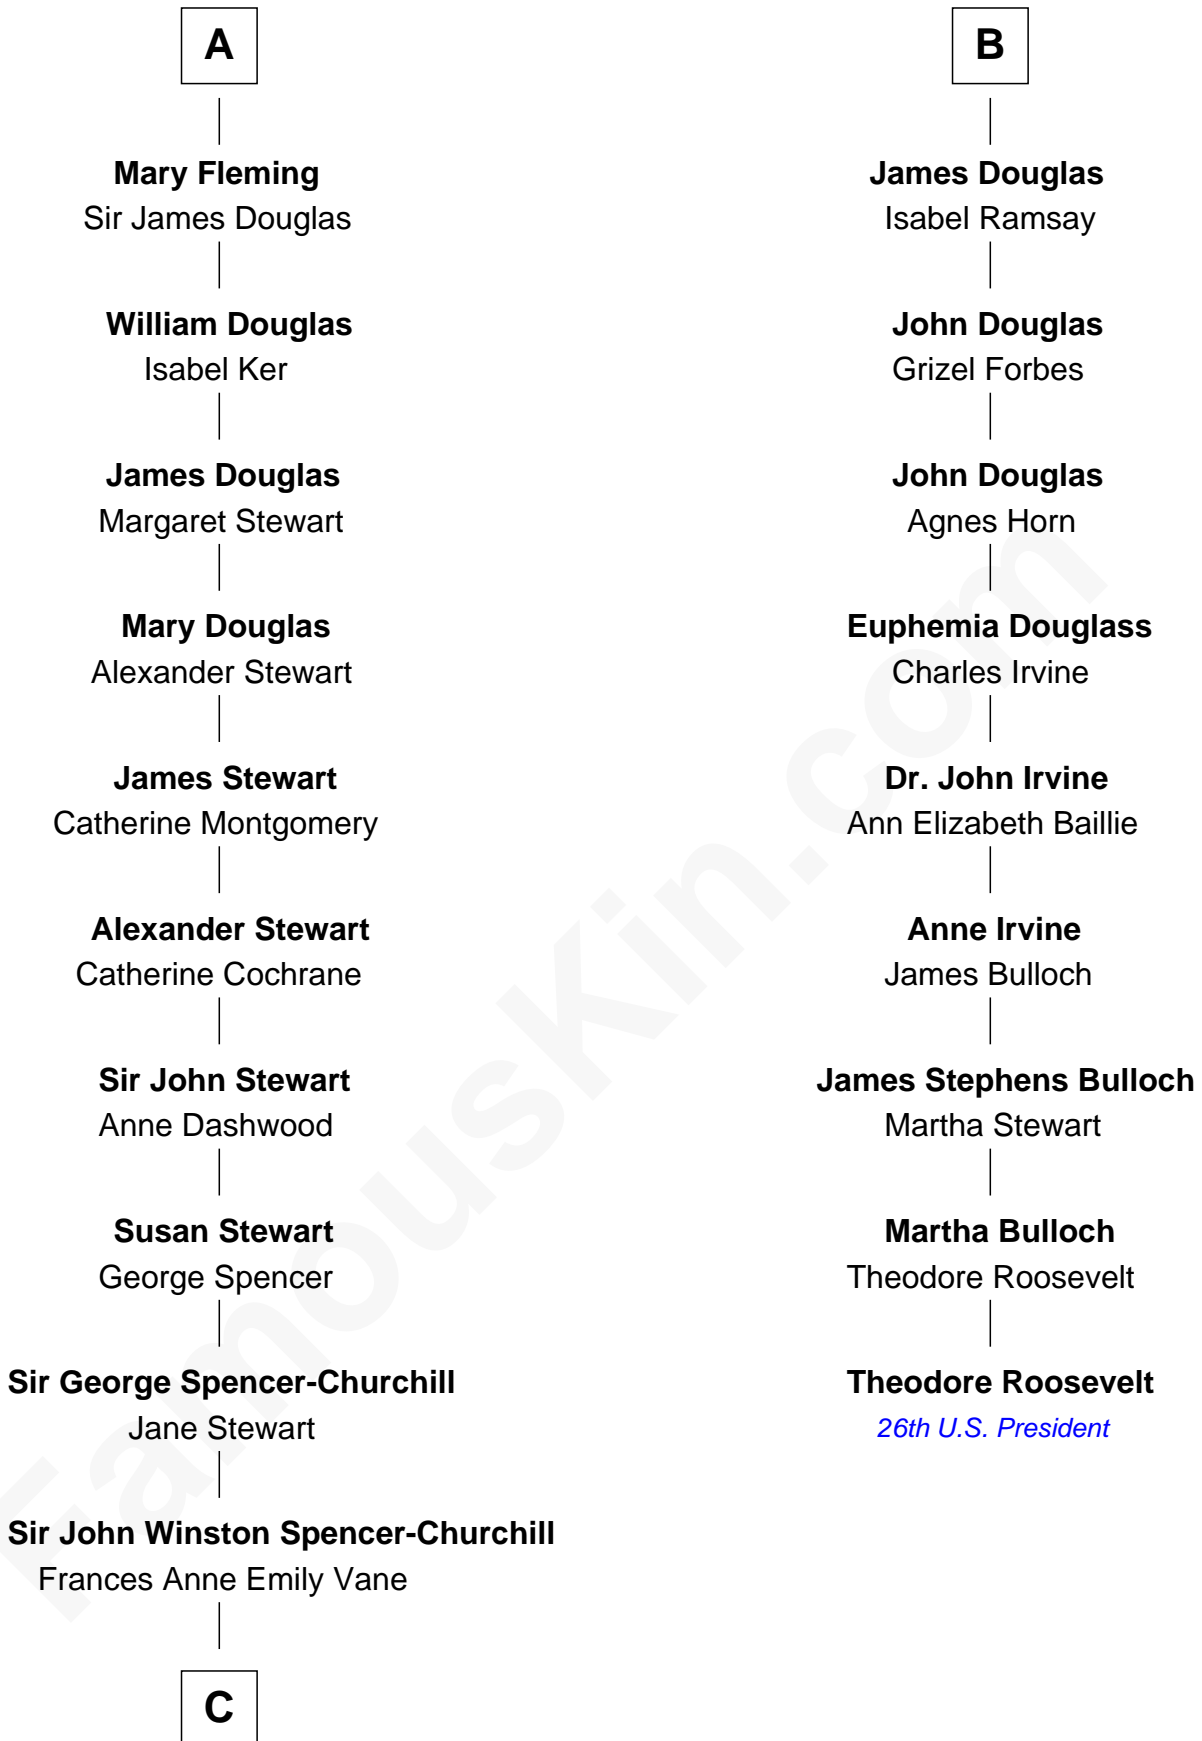 A
Mary Fleming
Sir James Douglas
William Douglas
Isabel Ker
James Douglas
Margaret Stewart
Mary Douglas
Alexander Stewart
James Stewart
Catherine Montgomery
Alexander Stewart
Catherine Cochrane
Sir John Stewart
Anne Dashwood
Susan Stewart
George Spencer
Sir George Spencer-Churchill
Jane Stewart
Sir John Winston Spencer-Churchill
Frances Anne Emily Vane
C
B
James Douglas
Isabel Ramsay
John Douglas
Grizel Forbes
John Douglas
Agnes Horn
Euphemia Douglass
Charles Irvine
Dr. John Irvine
Ann Elizabeth Baillie
Anne Irvine
James Bulloch
James Stephens Bulloch
Martha Stewart
Martha Bulloch
Theodore Roosevelt
Theodore Roosevelt
26th U.S. President
FamousKin.com